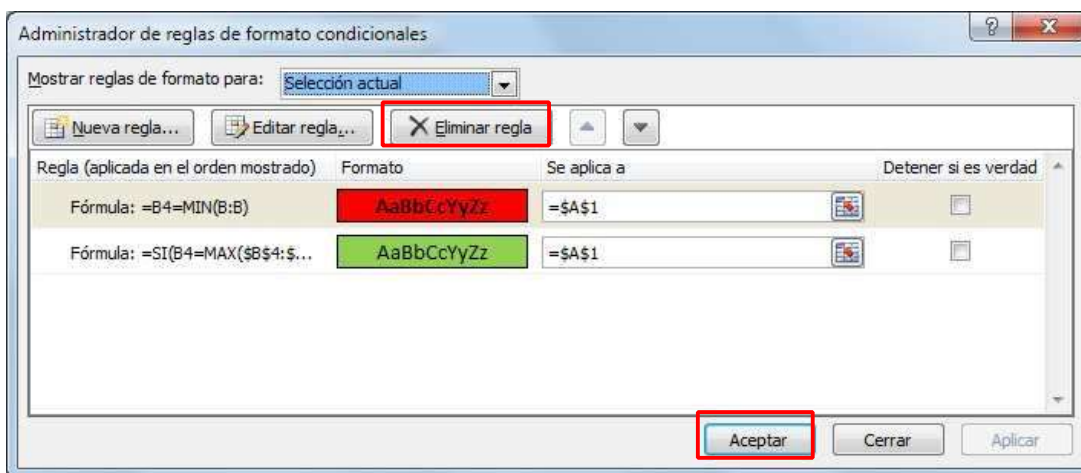 Administrador de reglas de formato condicionales
Mostrar reglas de formato para: Selección actual
Nueva regla... Editar regla... Eliminar regla
Regla (aplicada en el orden mostrado) Formato Se aplica a Detener si es verdad
Fórmula: =B4=MIN(B:B) AaBbCcYyZz =$A$1
Fórmula: =SI(B4=MAX($B$4:$... AaBbCcYyZz =$A$1
Aceptar Cerrar Aplicar